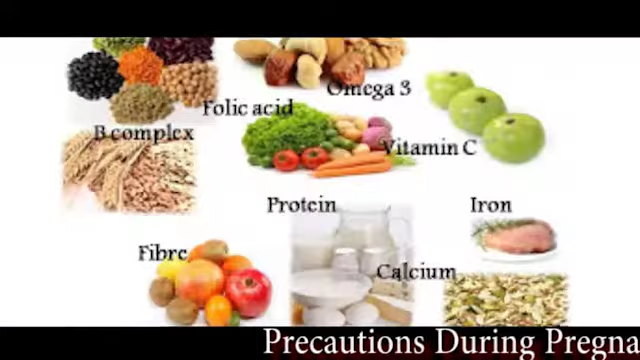 Omega 3
Folic acid
B complex
Vitamin C
Protein
Iron
Fibre
Calcium
Precautions During Pregna